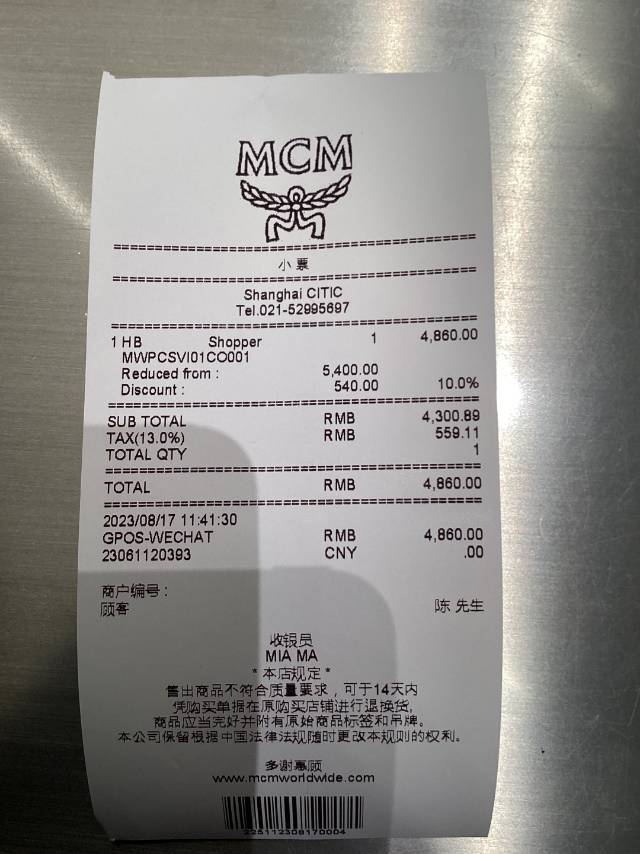 MCM
小票
Shanghai CITIC
Tel.021-52995697
1 HB Shopper 1 4,860.00
MWPCSVI01CO001
Reduced from : 5,400.00
Discount : 540.00 10.0%
SUB TOTAL RMB 4,300.89
TAX(13.0%) RMB 559.11
TOTAL QTY 1
TOTAL RMB 4,860.00
2023/08/17 11:41:30
GPOS-WECHAT RMB 4,860.00
23061120393 CNY .00
商户编号：
顾客 陈 先生
收银员
MIA MA
* 本店规定 *
售出商品不符合质量要求，可于14天内
凭购买单据在原购买店铺进行退换货,
商品应当完好并附有原始商品标签和吊牌。
本公司保留根据中国法律法规随时更改本规则的权利。
多谢惠顾
www.mcmworldwide.com
225112308170004